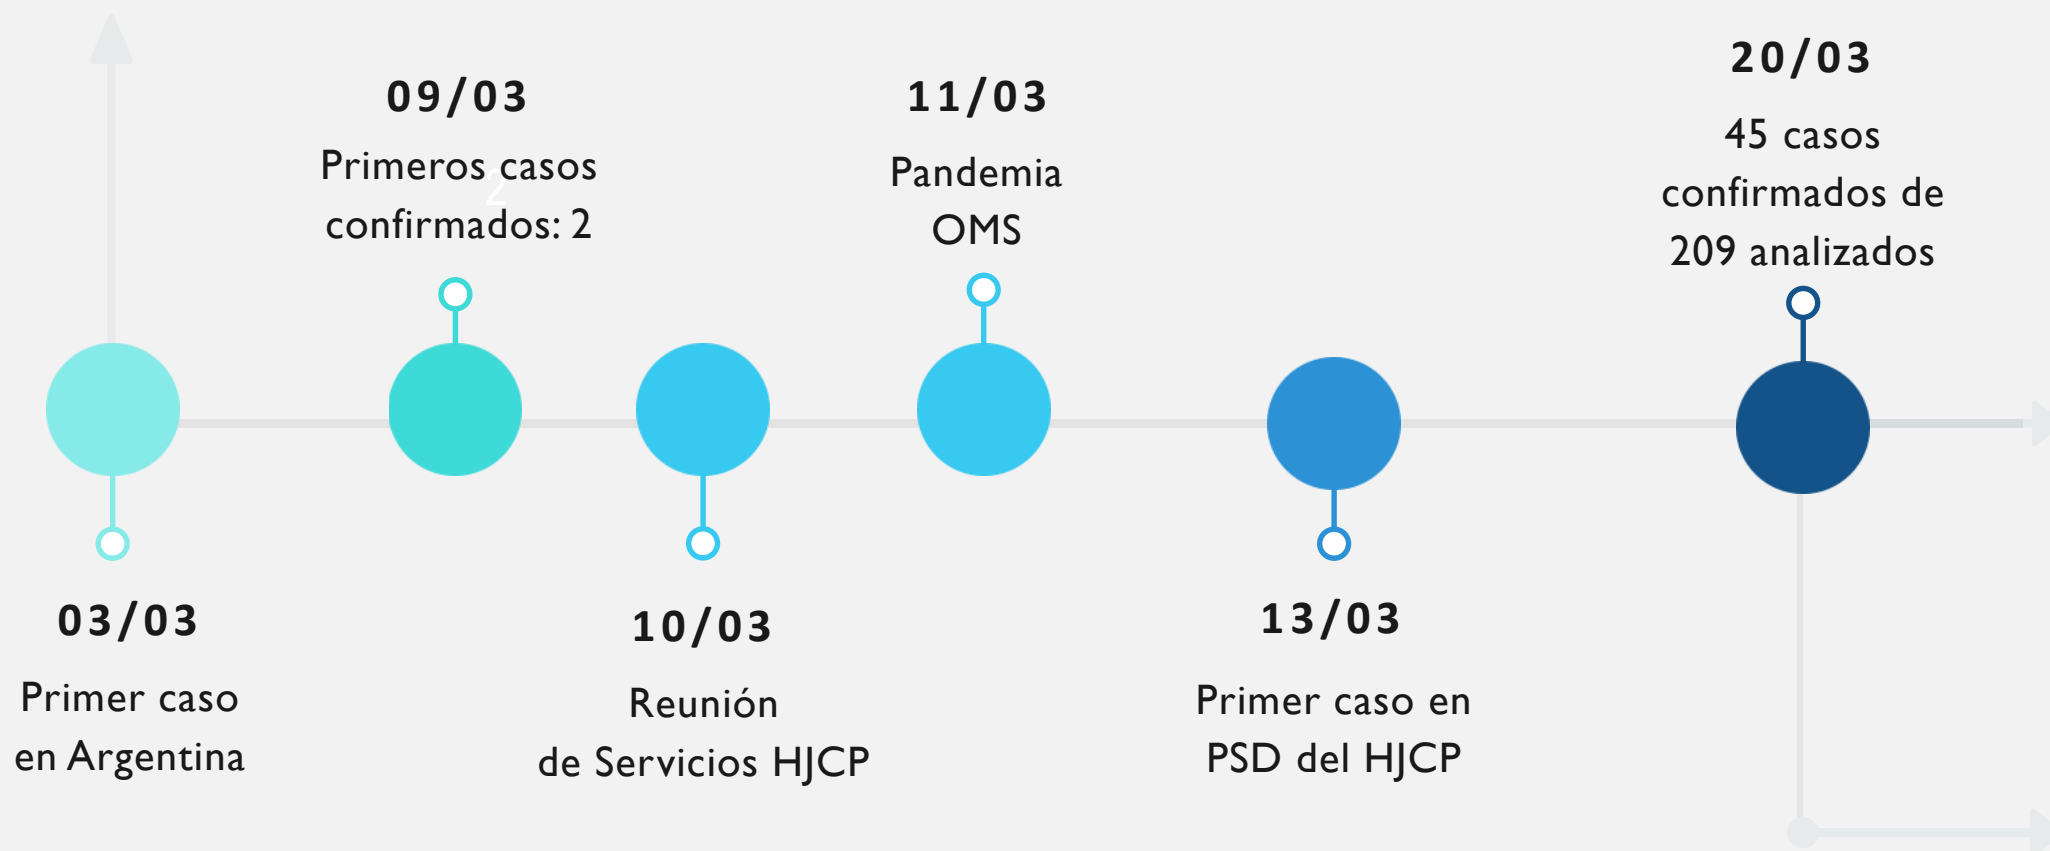 03/03
Primer caso
en Argentina
09/03
Primeros casos
2
confirmados: 2
10/03
Reunión
de Servicios HJCP
11/03
Pandemia
OMS
13/03
Primer caso en
PSD del HJCP
20/03
45 casos
confirmados de
209 analizados